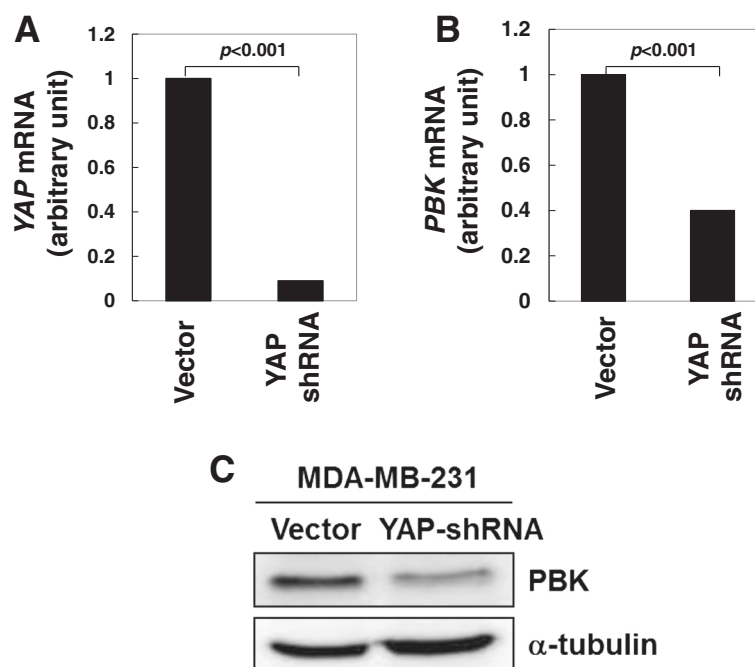 A
1.2
1
0.8
0.6
0.4
0.2
0
YAP mRNA
(arbitrary unit)
p<0.001
Vector
YAP
shRNA
B
1.2
1
0.8
0.6
0.4
0.2
0
PBK mRNA
(arbitrary unit)
p<0.001
Vector
YAP
shRNA
C
MDA-MB-231
Vector YAP-shRNA
PBK
α-tubulin